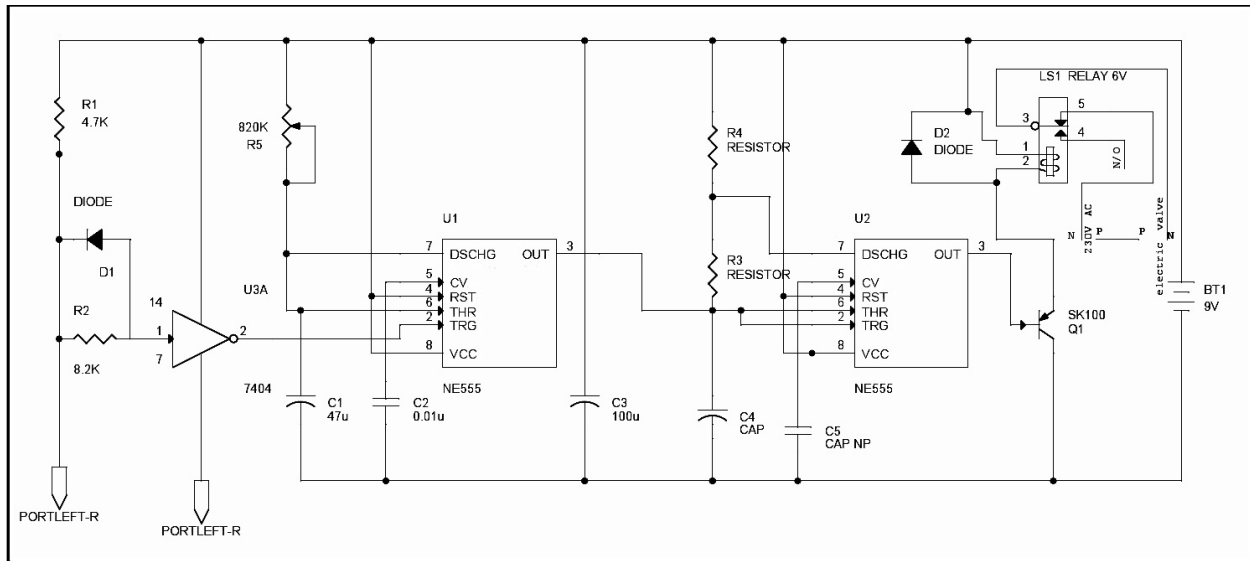 R1
4.7K
DIODE
D1
R2
8.2K
PORTLEFT-R
14
U3A
1
2
7
7404
PORTLEFT-R
820K
R5
C1
47u
C2
0.01u
U1
7
DSCHG
OUT
3
5
CV
4
RST
6
THR
2
TRG
8
VCC
NE555
C3
100u
R4
RESISTOR
R3
RESISTOR
C4
CAP
C5
CAP NP
U2
7
DSCHG
OUT
3
5
CV
4
RST
6
THR
2
TRG
8
VCC
NE555
D2
DIODE
LS1 RELAY 6V
3
5
4
1
2
N/O
N
230V AC
P
P
N
electric valve
SK100
Q1
BT1
9V